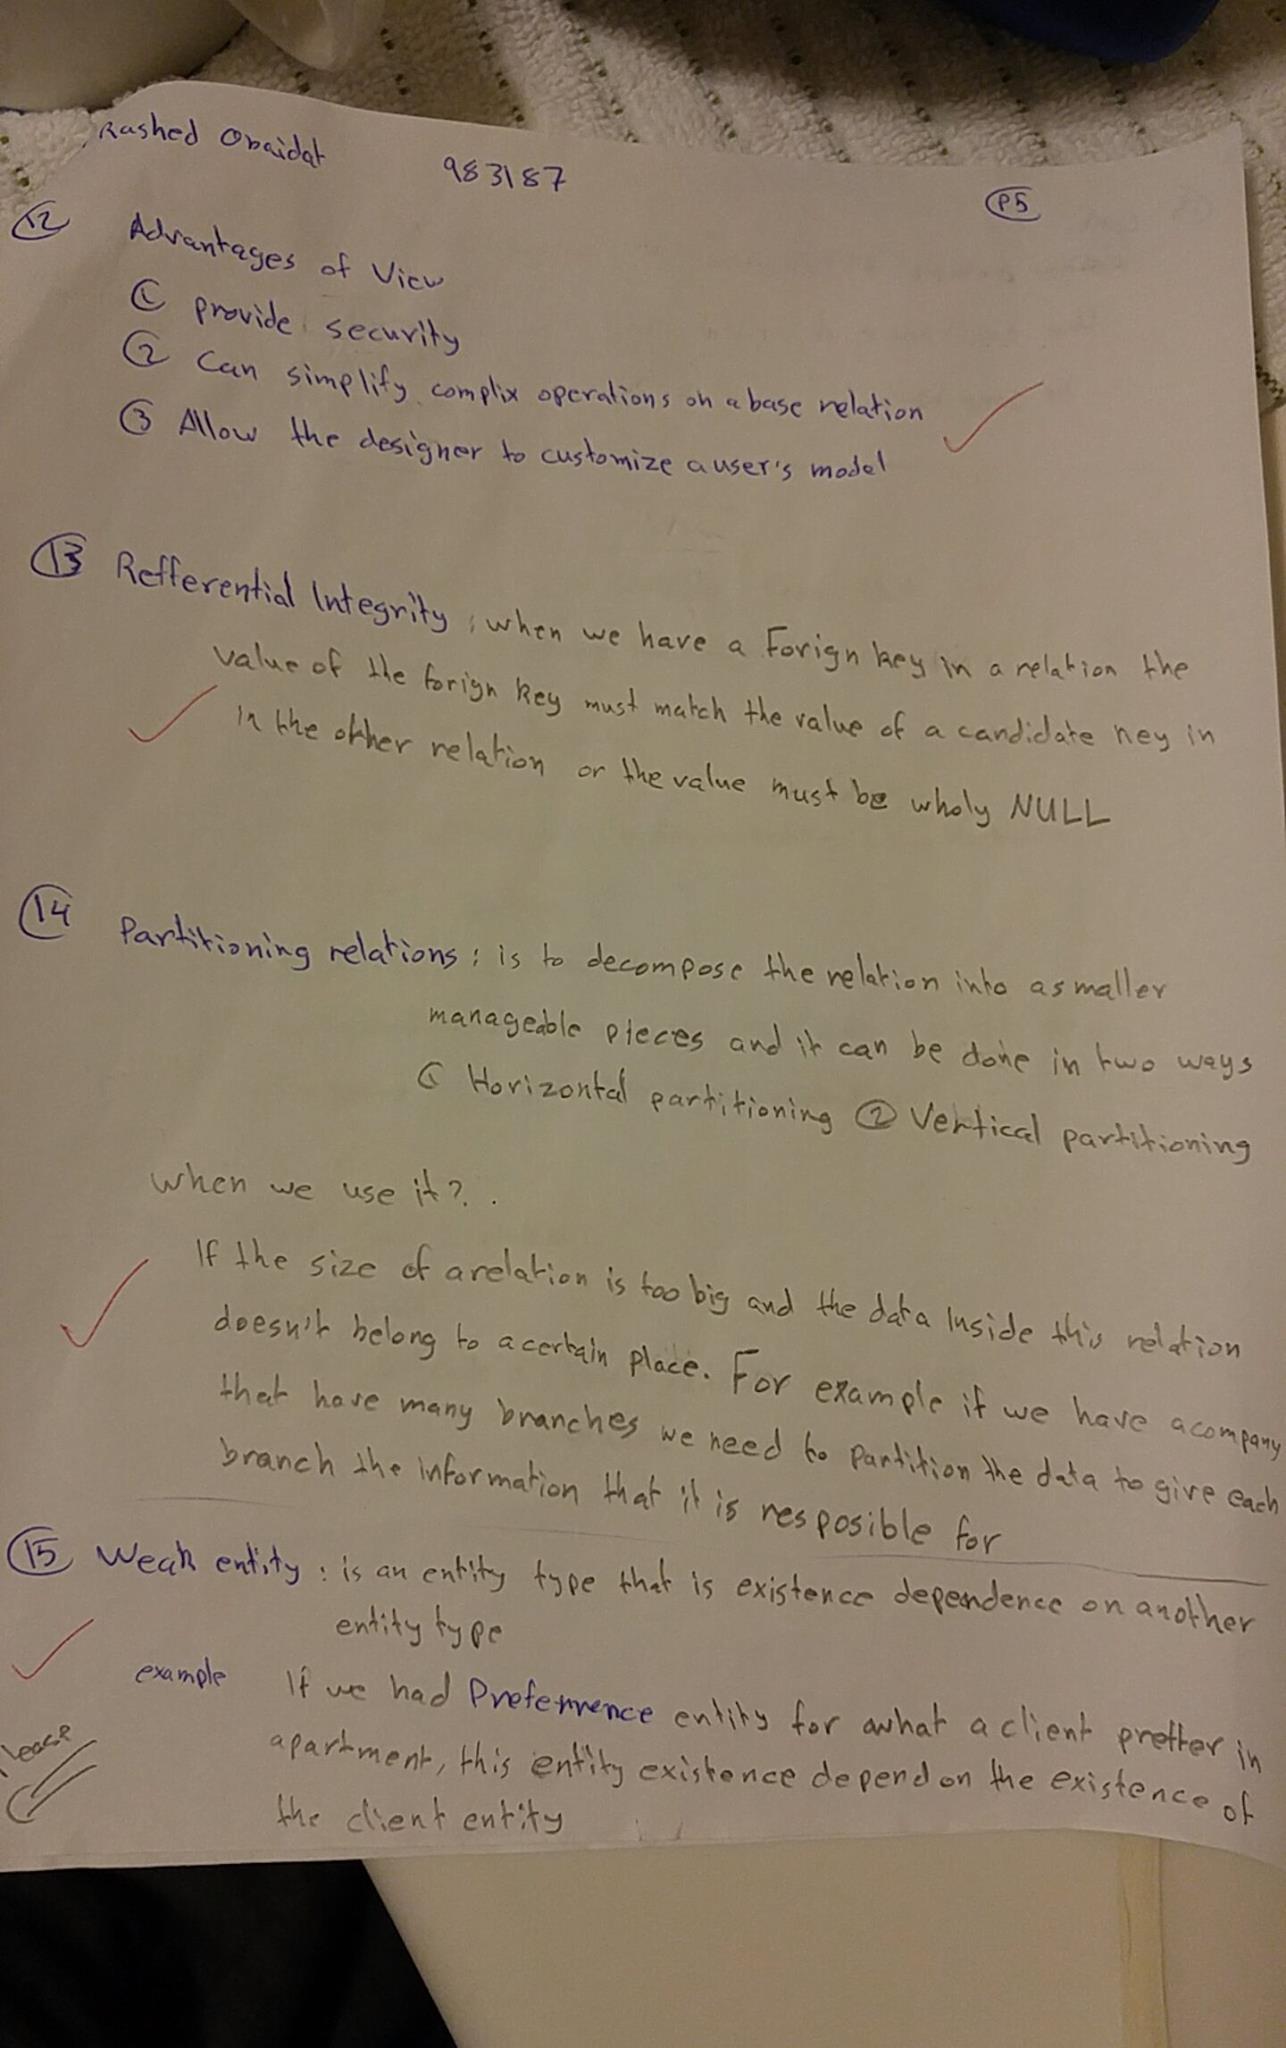 Rashed Obaidat 983187 P5
12 Advantages of View
1 provide security
2 Can simplify complix operations on a base relation
3 Allow the designer to customize a user's model
13 Refferential Integrity : when we have a Forign key in a relation the
value of the forign key must match the value of a candidate key in
in the other relation or the value must be wholy NULL
14 Partitioning relations : is to decompose the relation into a smaller
manageable pieces and it can be done in two ways
1 Horizontal partitioning 2 Vertical partitioning
when we use it? .
If the size of a relation is too big and the data Inside this relation
doesn't belong to a certain place. For example if we have a company
that have many branches we need to partition the data to give each
branch the information that it is resposible for
15 Weak entity : is an entity type that is existence dependence on another
entity type
example If we had Preferrence entity for what a client preffer in
apartment, this entity existence depend on the existence of
the client entity